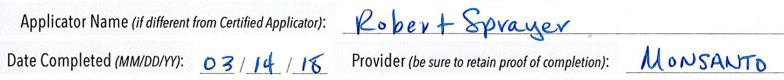 Applicator Name (if different from Certified Applicator): Robert Sprayer
Date Completed (MM/DD/YY): 03/14/18 Provider (be sure to retain proof of completion): MONSANTO